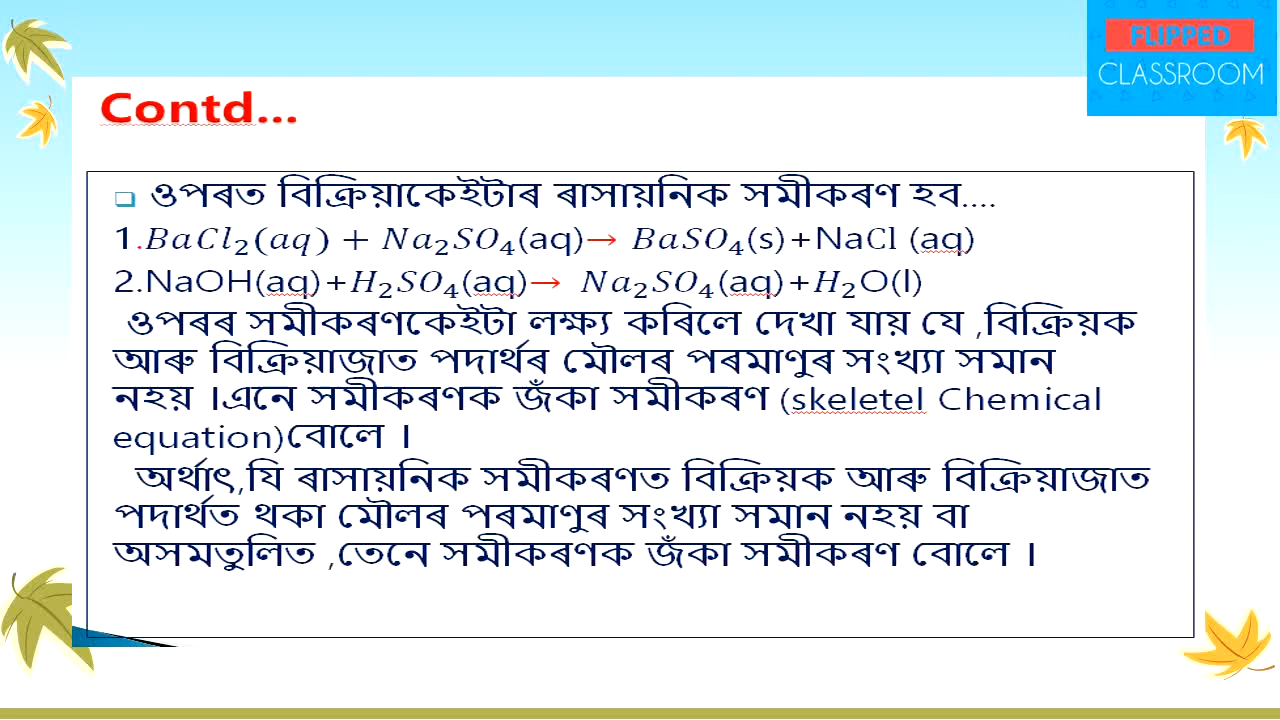 FLIPPED
CLASSROOM
Contd...
❑ ওপৰত বিক্ৰিয়াকেইটাৰ ৰাসায়নিক সমীকৰণ হব....
1.BaCl₂(aq) + Na₂SO₄(aq)→ BaSO₄(s)+NaCl (aq)
2.NaOH(aq)+H₂SO₄(aq)→ Na₂SO₄(aq)+H₂O(l)
ওপৰৰ সমীকৰণকেইটা লক্ষ্য কৰিলে দেখা যায় যে ,বিক্ৰিয়ক
আৰু বিক্ৰিয়াজাত পদাৰ্থৰ মৌলৰ পৰমাণুৰ সংখ্যা সমান
নহয় ।এনে সমীকৰণক জঁকা সমীকৰণ (skeletel Chemical
equation)বোলে ।
অৰ্থাৎ,যি ৰাসায়নিক সমীকৰণত বিক্ৰিয়ক আৰু বিক্ৰিয়াজাত
পদাৰ্থত থকা মৌলৰ পৰমাণুৰ সংখ্যা সমান নহয় বা
অসমতুলিত ,তেনে সমীকৰণক জঁকা সমীকৰণ বোলে ।